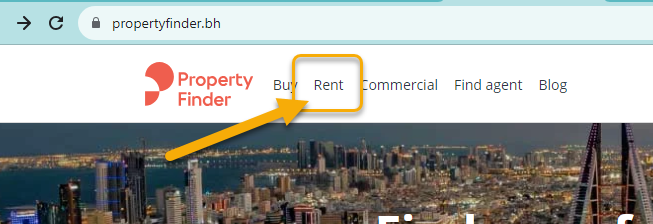 propertyfinder.bh
Property
Finder
Buy Rent Commercial Find agent Blog